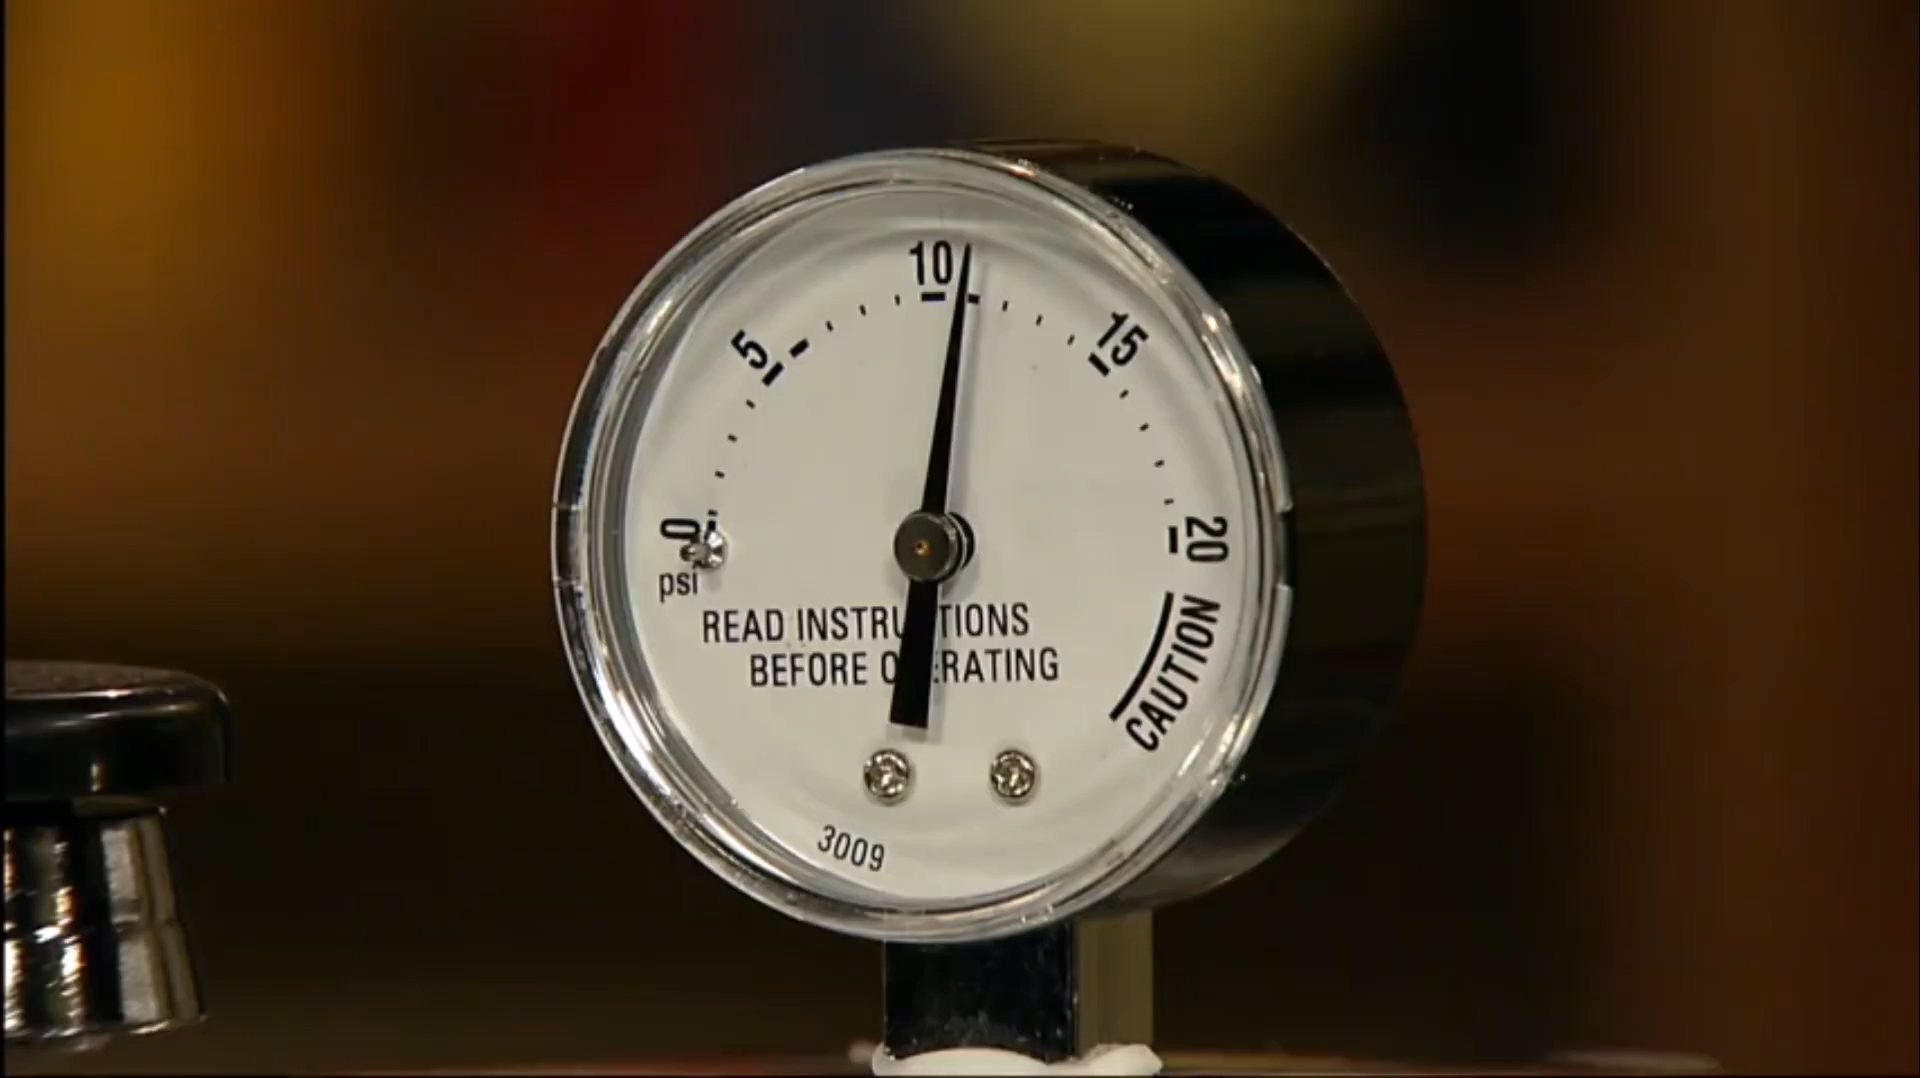 10
5
15
0
20
psi
READ INSTRUCTIONS
BEFORE OPERATING
CAUTION
3009